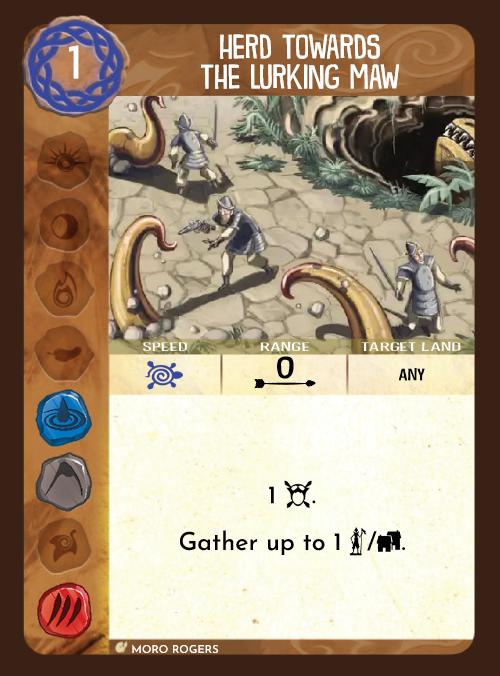 1
HERD TOWARDS
THE LURKING MAW
SPEED RANGE TARGET LAND
0 ANY
1 .
Gather up to 1 / .
MORO ROGERS